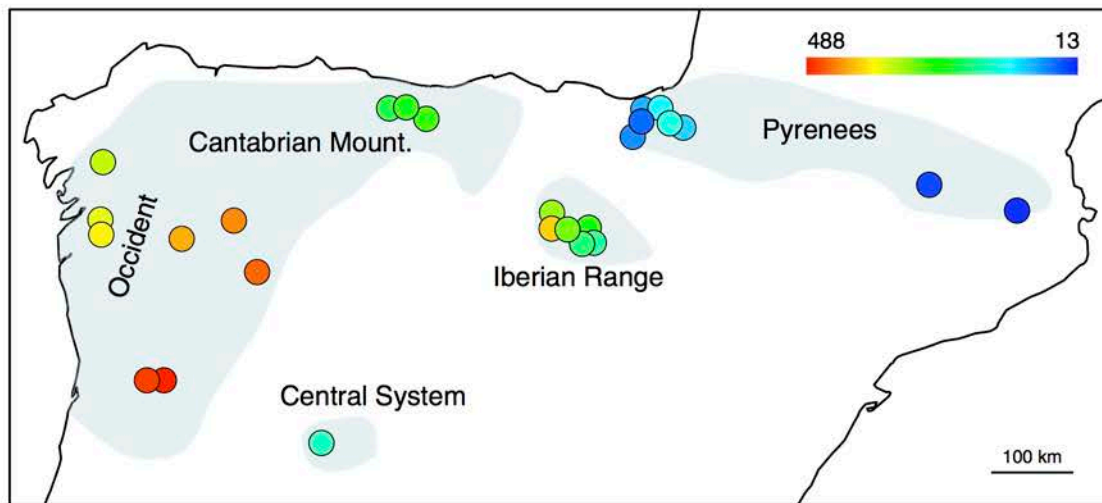 488 13
Cantabrian Mount.
Pyrenees
Occident
Iberian Range
Central System
100 km